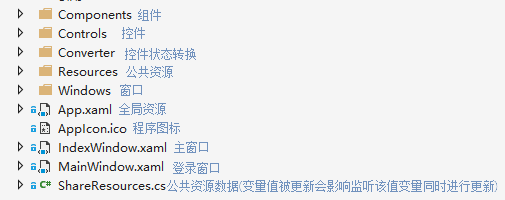 Components 组件
Controls 控件
Converter 控件状态转换
Resources 公共资源
Windows 窗口
App.xaml 全局资源
AppIcon.ico 程序图标
IndexWindow.xaml 主窗口
MainWindow.xaml 登录窗口
ShareResources.cs公共资源数据(变量值被更新会影响监听该值变量同时进行更新)